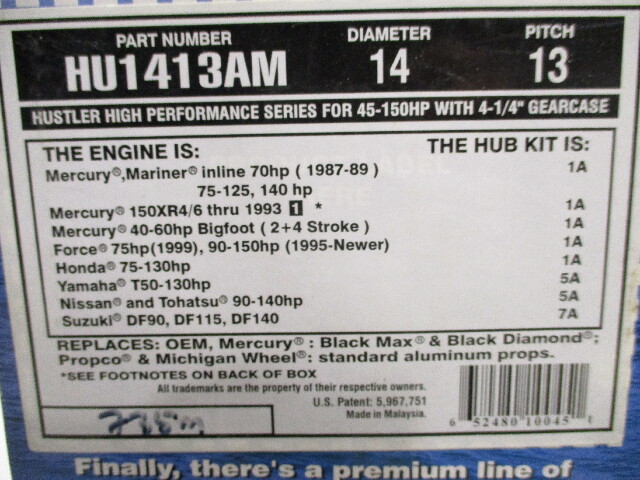 PART NUMBER DIAMETER PITCH
HU1413AM 14 13
HUSTLER HIGH PERFORMANCE SERIES FOR 45-150HP WITH 4-1/4" GEARCASE
THE ENGINE IS: THE HUB KIT IS:
Mercury®,Mariner® inline 70hp ( 1987-89 ) 1A
75-125, 140 hp
Mercury® 150XR4/6 thru 1993 1 * 1A
Mercury® 40-60hp Bigfoot ( 2+4 Stroke ) 1A
Force® 75hp(1999), 90-150hp (1995-Newer) 1A
Honda® 75-130hp 1A
Yamaha® T50-130hp 5A
Nissan® and Tohatsu® 90-140hp 5A
Suzuki® DF90, DF115, DF140 7A
REPLACES: OEM, Mercury® : Black Max® & Black Diamond®;
Propco® & Michigan Wheel®: standard aluminum props.
*SEE FOOTNOTES ON BACK OF BOX
All trademarks are the property of their respective owners.
U.S. Patent: 5,967,751
Made in Malaysia.
6 52480 10045
Finally, there's a premium line of